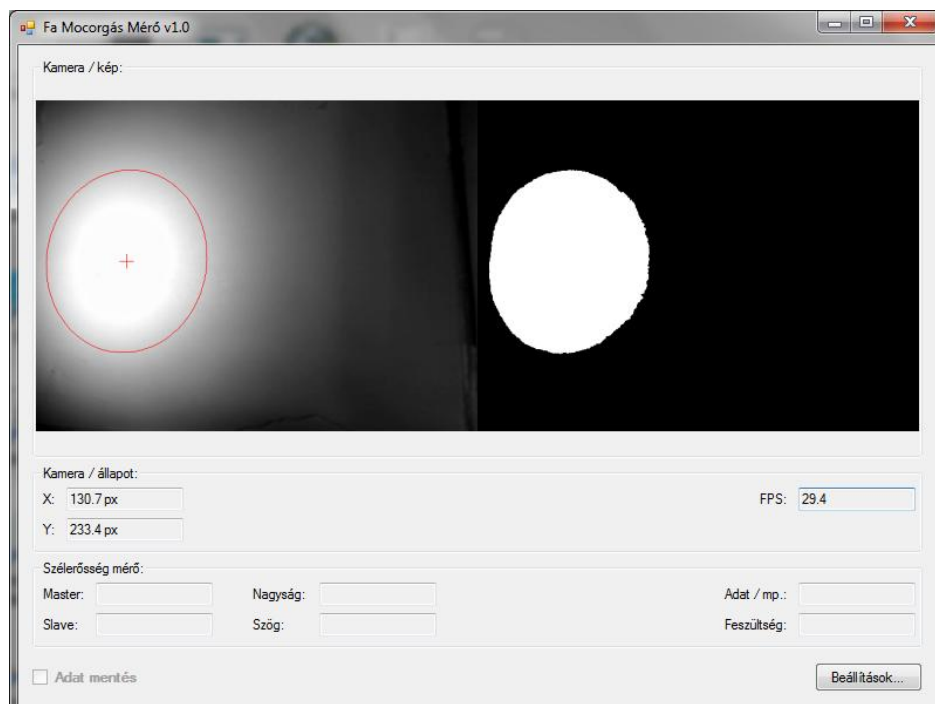 Fa Mocorgás Mérő v1.0
Kamera / kép:
Kamera / állapot:
X: 130.7 px FPS: 29.4
Y: 233.4 px
Szélerősség mérő:
Master: Nagyság: Adat / mp.:
Slave: Szög: Feszültség:
Adat mentés Beállítások...